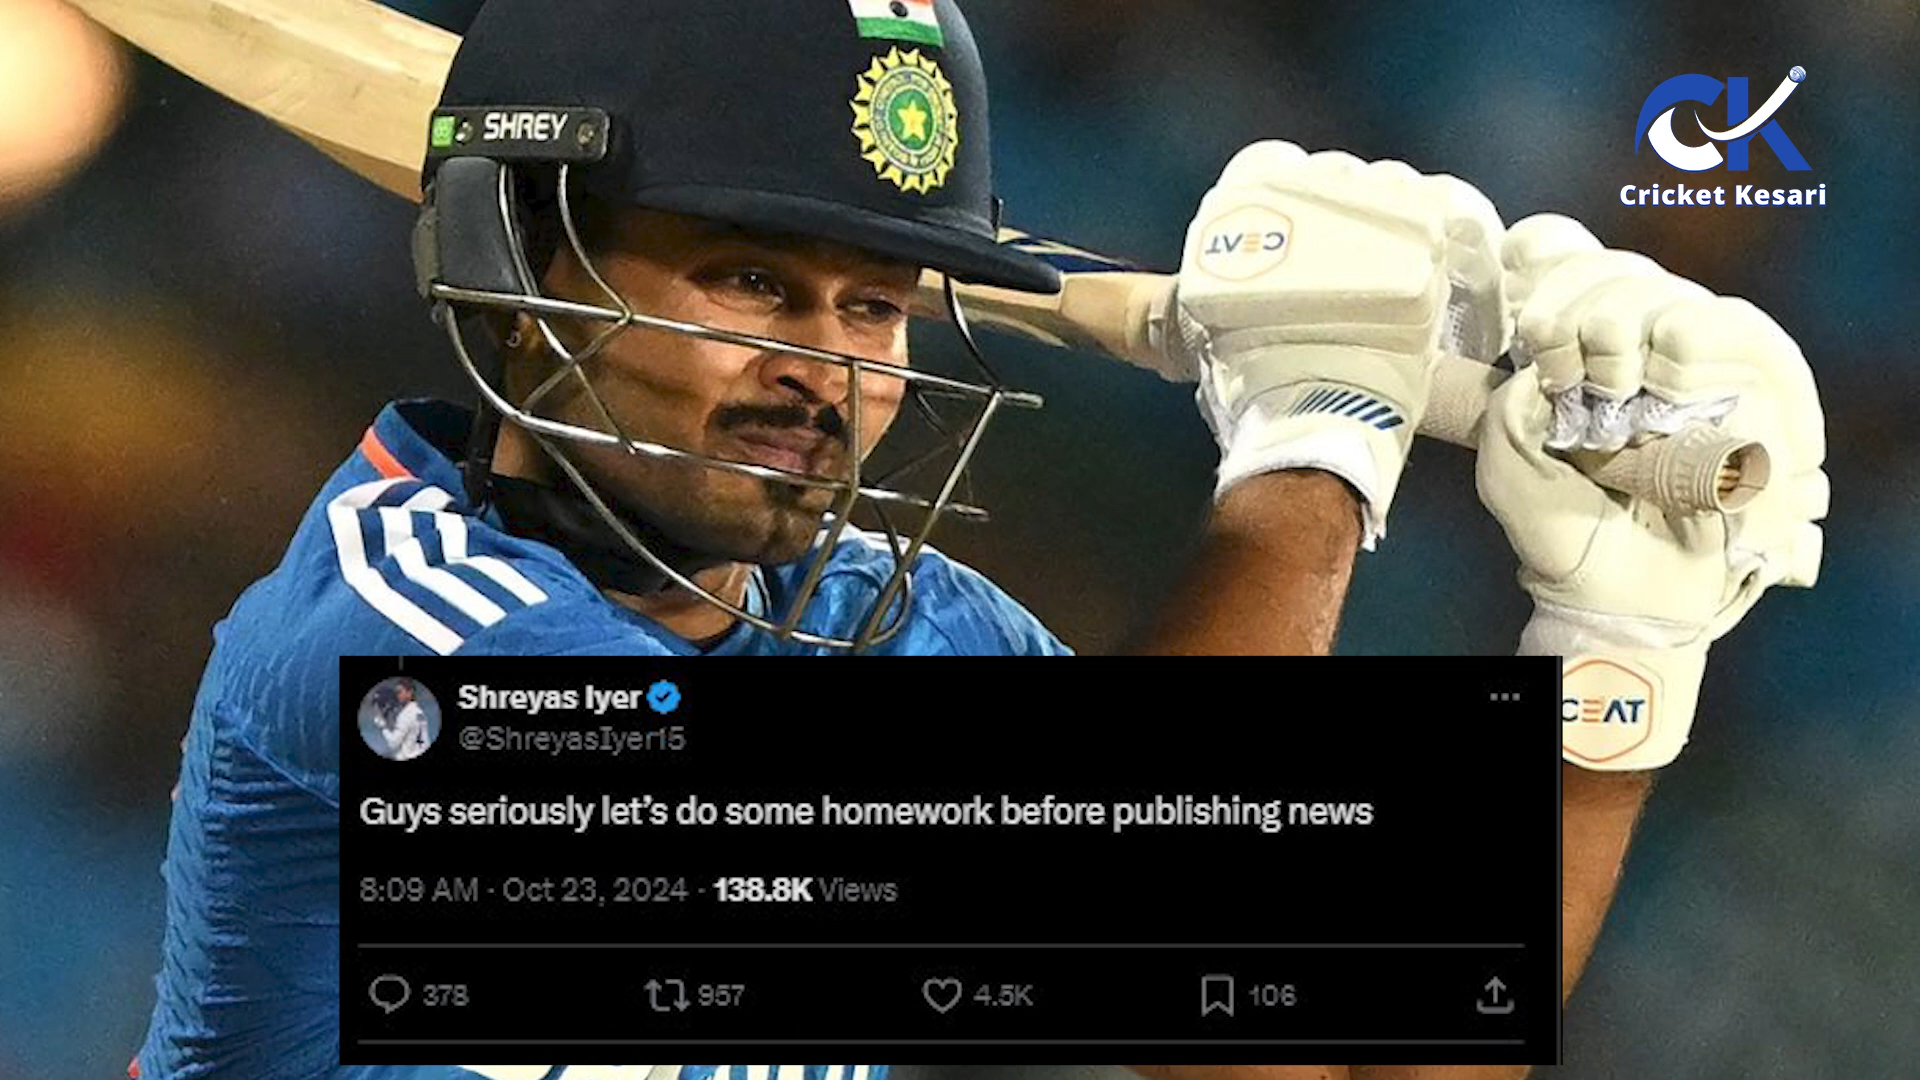 SHREY
CEAT
CK
Cricket Kesari
CEAT
Shreyas Iyer
@ShreyasIyer15
Guys seriously let's do some homework before publishing news
8:09 AM · Oct 23, 2024 · 138.8K Views
378 957 4.5K 106